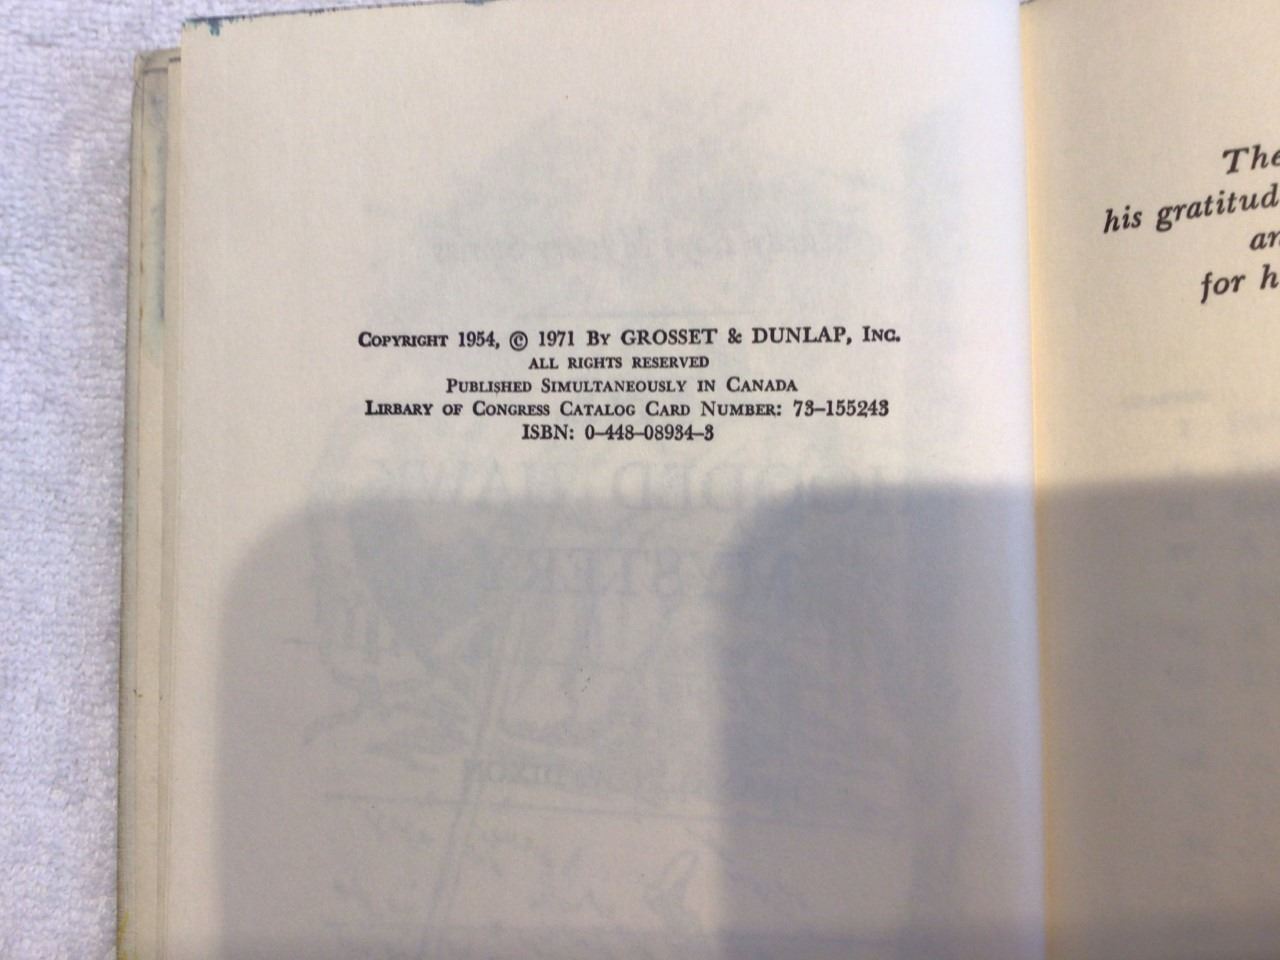 Copyright 1954, © 1971 By GROSSET & DUNLAP, Inc.
ALL RIGHTS RESERVED
Published Simultaneously in Canada
Lirbary of Congress Catalog Card Number: 73–155243
ISBN: 0–448–08934–3
The
his gratitud
an
for h